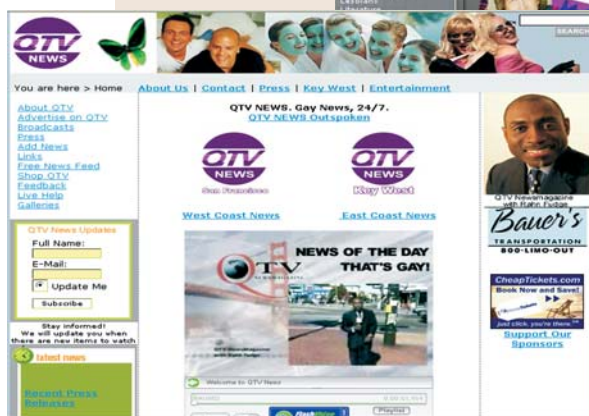 Lesbians
Literature
QTV
NEWS
SEARCH
You are here > Home
About Us | Contact | Press | Key West | Entertainment
About QTV
Advertise on QTV
Broadcasts
Press
Add News
Links
Free News Feed
Shop QTV
Feedback
Live Help
Galleries
QTV News Updates
Full Name:
E-Mail:
Update Me
Subscribe
Stay informed!
We will update you when
there are new items to watch
latest news
Recent Press
Releases
QTV NEWS. Gay News, 24/7.
QTV NEWS Outspoken
QTV
NEWS
San Francisco
QTV
NEWS
Key West
West Coast News
East Coast News
NEWS OF THE DAY
THAT'S GAY!
QTV
Welcome to QTV News
Playlist
QTV Newsmagazine
with Rahn Fudge
Bauer's
TRANSPORTATION
800-LIMO-OUT
CheapTickets.com
Book Now and Save!
just click, you're there.
Support Our
Sponsors